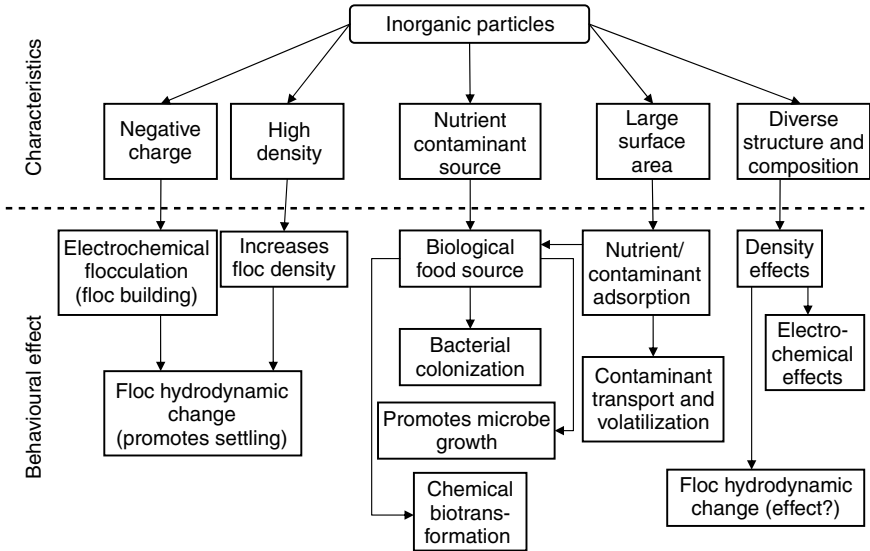 Inorganic particles
Characteristics
Negative
charge
High
density
Nutrient
contaminant
source
Large
surface
area
Diverse
structure and
composition
Behavioural effect
Electrochemical
flocculation
(floc building)
Increases
floc density
Biological
food source
Nutrient/
contaminant
adsorption
Density
effects
Electro-
chemical
effects
Bacterial
colonization
Contaminant
transport and
volatilization
Floc hydrodynamic
change
(promotes settling)
Promotes microbe
growth
Chemical
biotrans-
formation
Floc hydrodynamic
change (effect?)